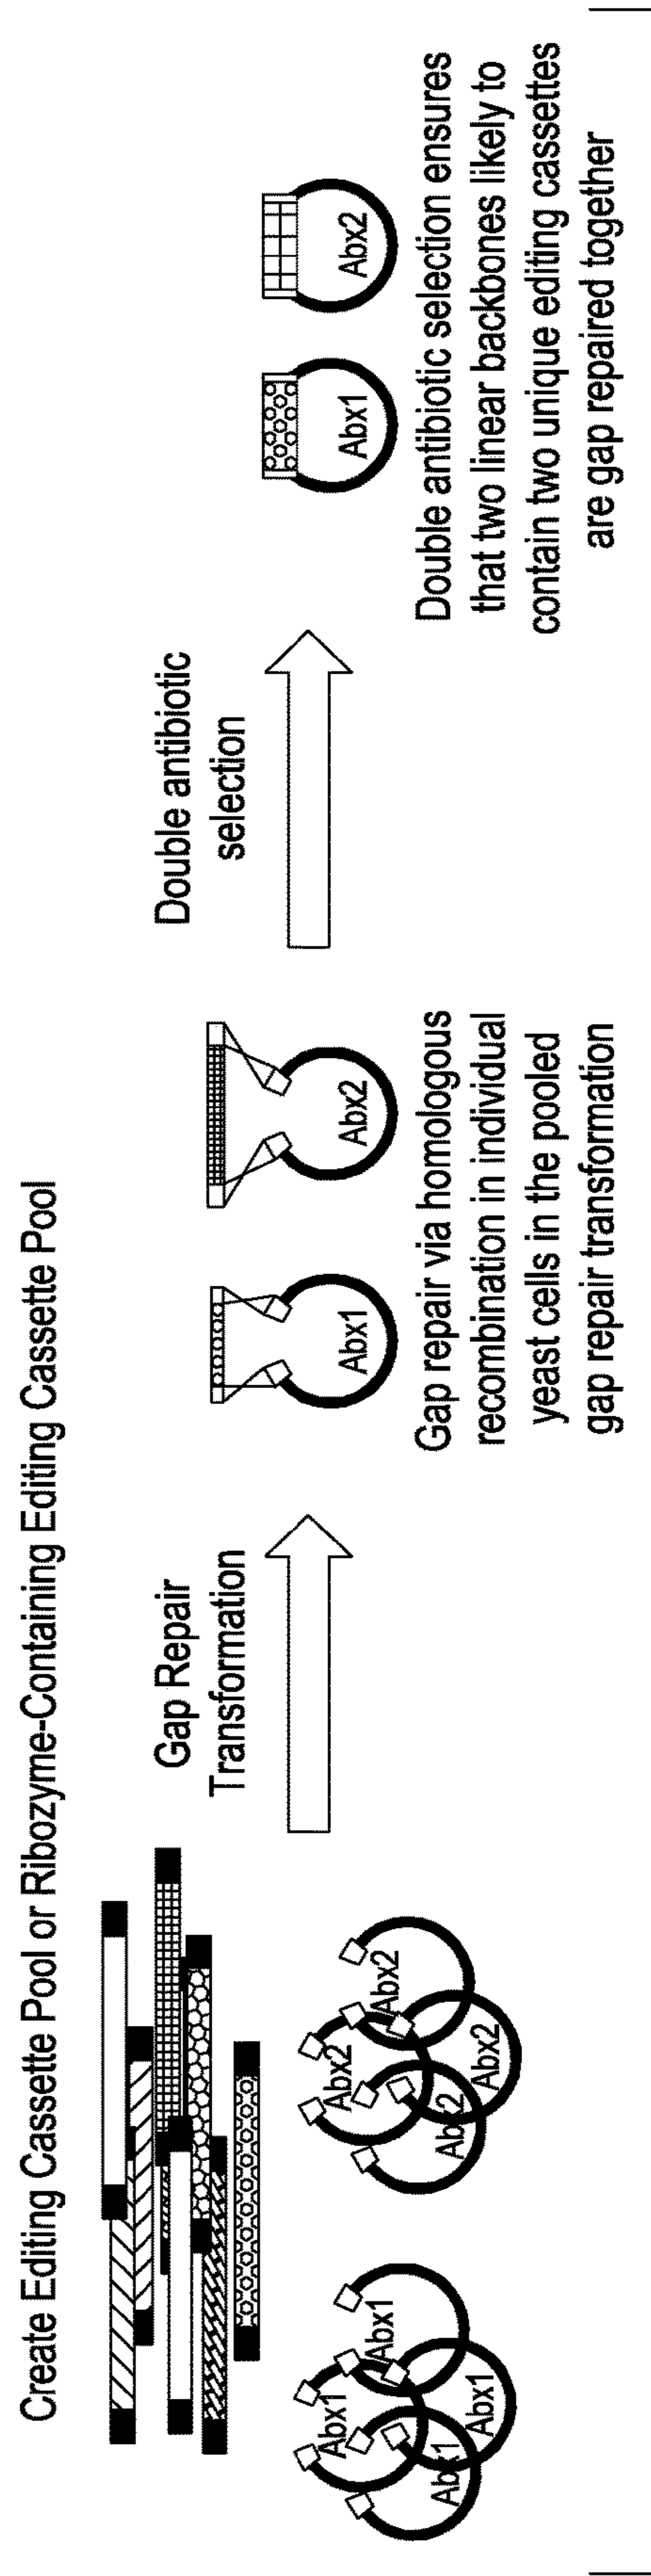 Create Editing Cassette Pool or Ribozyme-Containing Editing Cassette Pool
Abx1
Abx1
Abx1
Abx1
Abx2
Abx2
Abx2
Abx2
Gap Repair
Transformation
Abx1
Abx2
Gap repair via homologous
recombination in individual
yeast cells in the pooled
gap repair transformation
Double antibiotic
selection
Abx1
Abx2
Double antibiotic selection ensures
that two linear backbones likely to
contain two unique editing cassettes
are gap repaired together